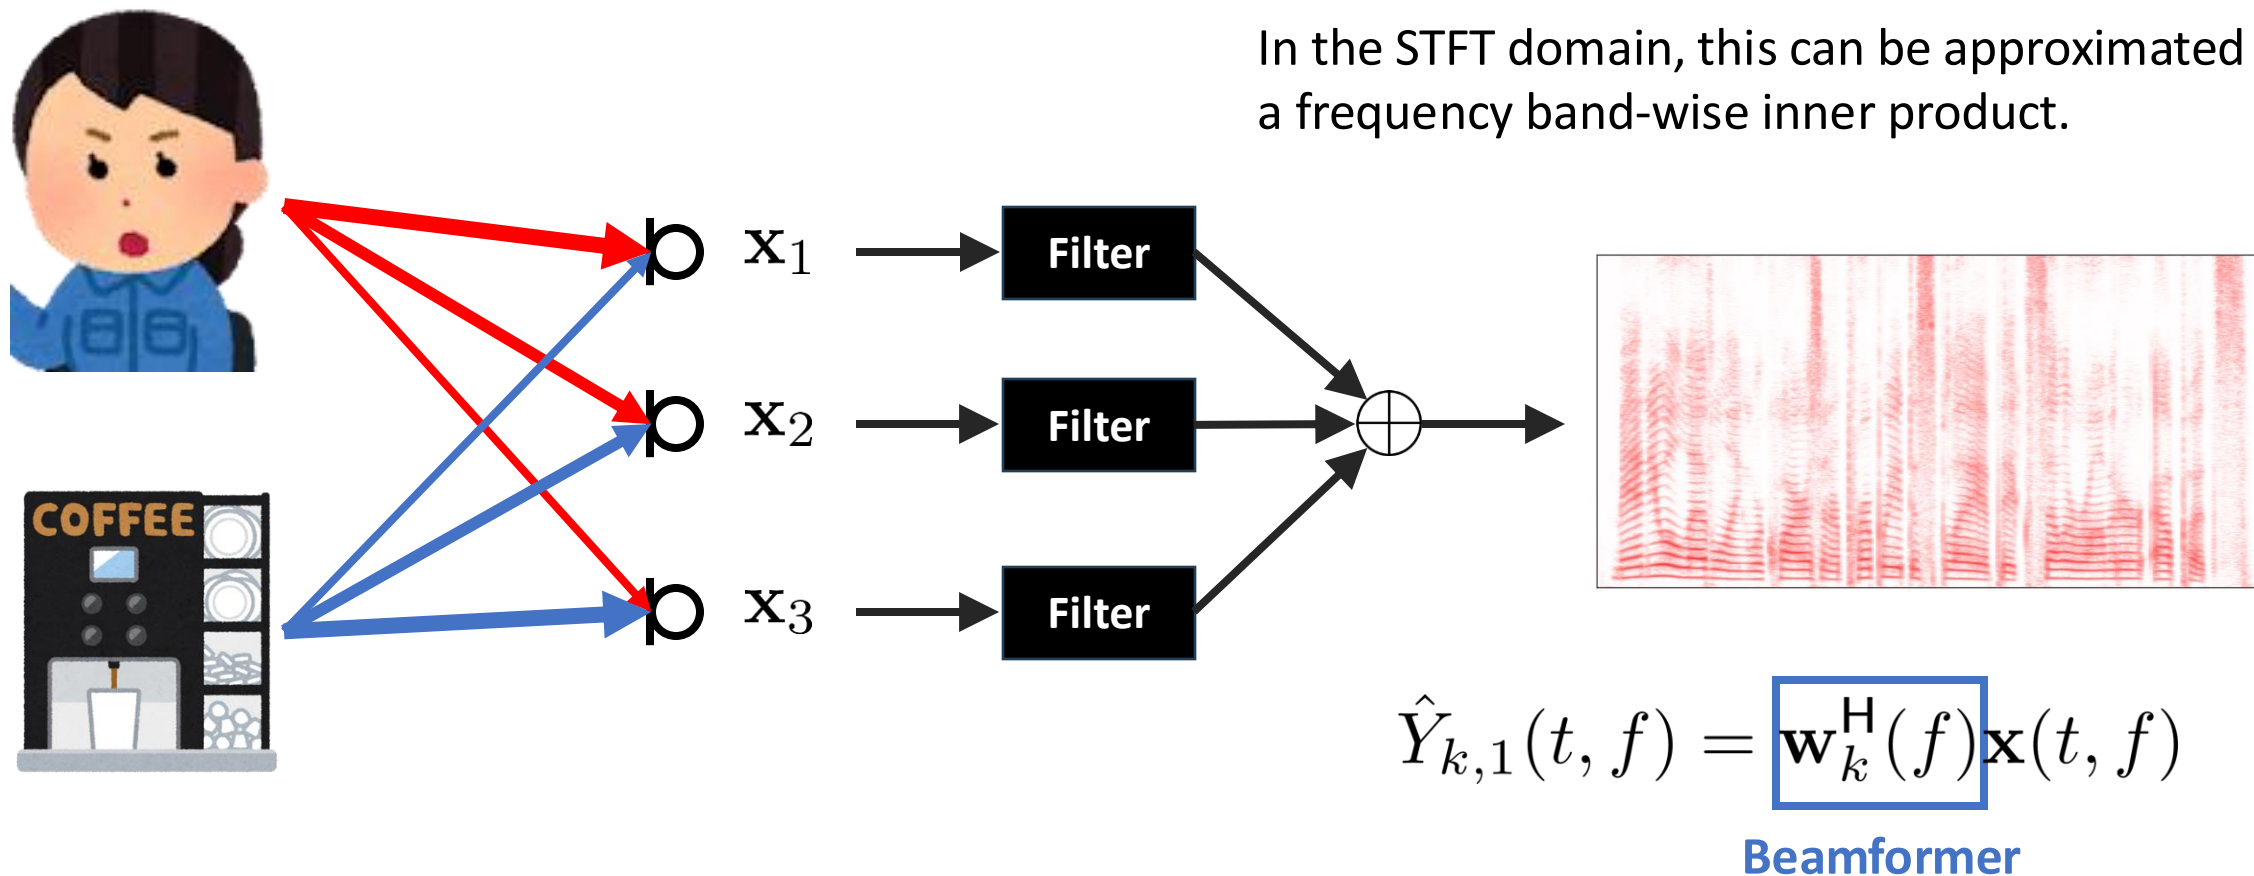 In the STFT domain, this can be approximated
a frequency band-wise inner product.
x₁
Filter
x₂
Filter
COFFEE
x₃
Filter
Ŷₖ,₁(t, f) = wₖᴴ(f)x(t, f)
Beamformer